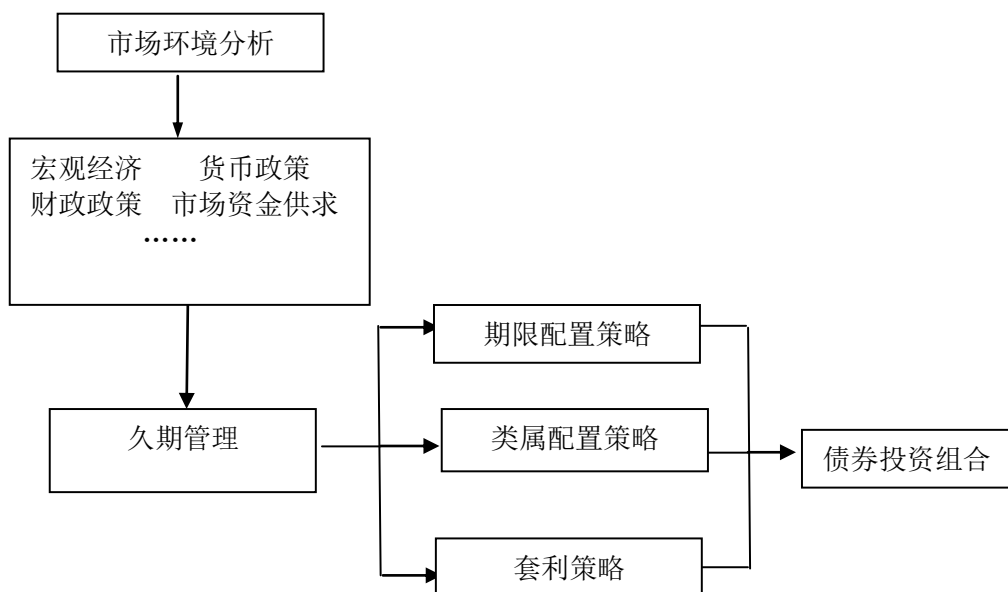 市场环境分析
宏观经济 货币政策
财政政策 市场资金供求
……
期限配置策略
久期管理
类属配置策略
债券投资组合
套利策略